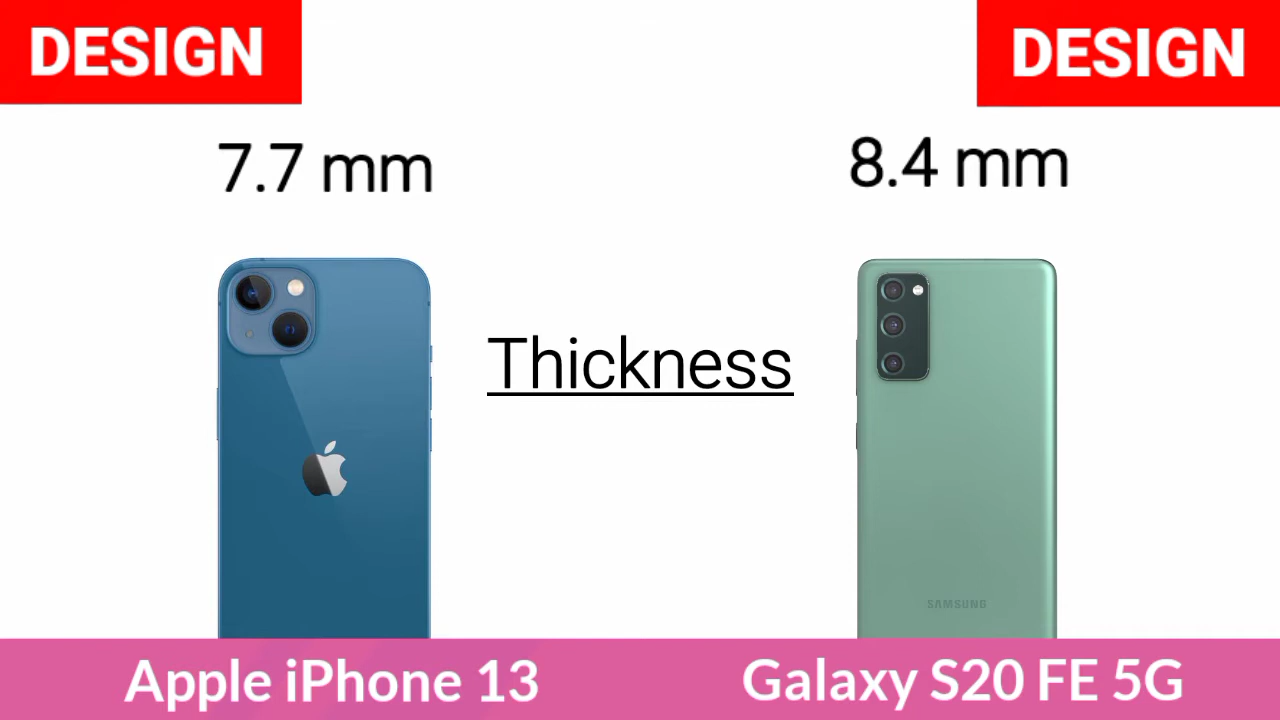 DESIGN
DESIGN
7.7 mm
8.4 mm
Thickness
SAMSUNG
Apple iPhone 13
Galaxy S20 FE 5G